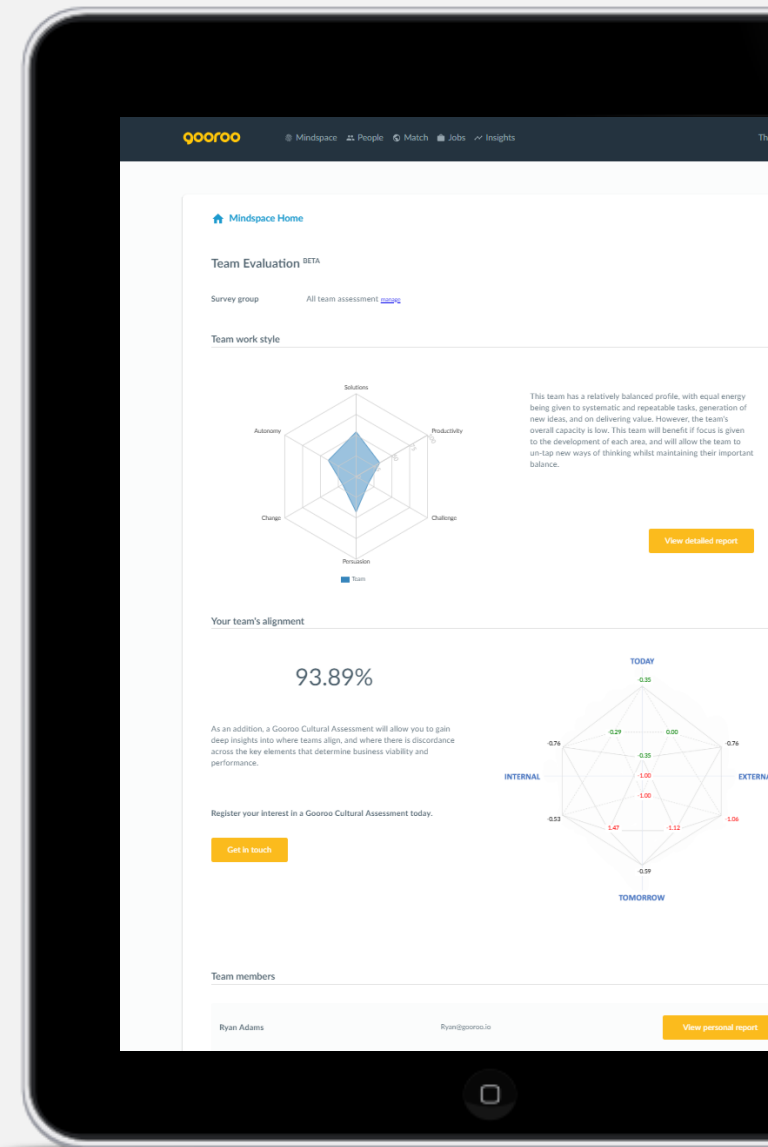 gooroo
Mindspace People Match Jobs Insights
Th
Mindspace Home
Team Evaluation BETA
Survey group All team assessment manage
Team work style
Solutions
Autonomy
Productivity
Change
Challenge
Persuasion
Team
This team has a relatively balanced profile, with equal energy
being given to systematic and repeatable tasks, generation of
new ideas, and on delivering value. However, the team's
overall capacity is low. This team will benefit if focus is given
to the development of each area, and will allow the team to
un-tap new ways of thinking whilst maintaining their important
balance.
View detailed report
Your team's alignment
93.89%
As an addition, a Gooroo Cultural Assessment will allow you to gain
deep insights into where teams align, and where there is discordance
across the key elements that determine business viability and
performance.
Register your interest in a Gooroo Cultural Assessment today.
Get in touch
TODAY
-0.35
-0.29 0.00
-0.76 -0.76
-0.35
INTERNAL -1.00 EXTERNA
-1.00
-0.53 -1.06
-1.47 -1.12
-0.59
TOMORROW
Team members
Ryan Adams Ryan@gooroo.io View personal report